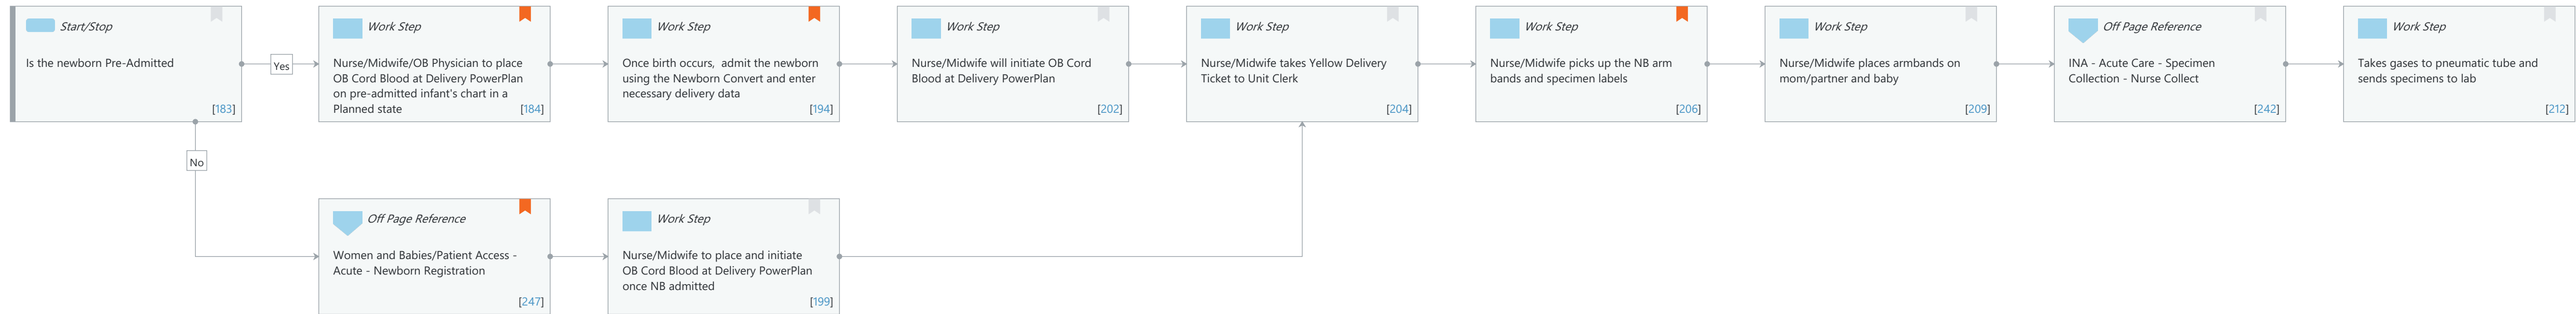 Start/Stop
Is the newborn Pre-Admitted
[183]
Yes
No
Work Step
Nurse/Midwife/OB Physician to place
OB Cord Blood at Delivery PowerPlan
on pre-admitted infant's chart in a
Planned state
[184]
Work Step
Once birth occurs, admit the newborn
using the Newborn Convert and enter
necessary delivery data
[194]
Work Step
Nurse/Midwife will initiate OB Cord
Blood at Delivery PowerPlan
[202]
Work Step
Nurse/Midwife takes Yellow Delivery
Ticket to Unit Clerk
[204]
Work Step
Nurse/Midwife picks up the NB arm
bands and specimen labels
[206]
Work Step
Nurse/Midwife places armbands on
mom/partner and baby
[209]
Off Page Reference
INA - Acute Care - Specimen
Collection - Nurse Collect
[242]
Work Step
Takes gases to pneumatic tube and
sends specimens to lab
[212]
Off Page Reference
Women and Babies/Patient Access -
Acute - Newborn Registration
[247]
Work Step
Nurse/Midwife to place and initiate
OB Cord Blood at Delivery PowerPlan
once NB admitted
[199]